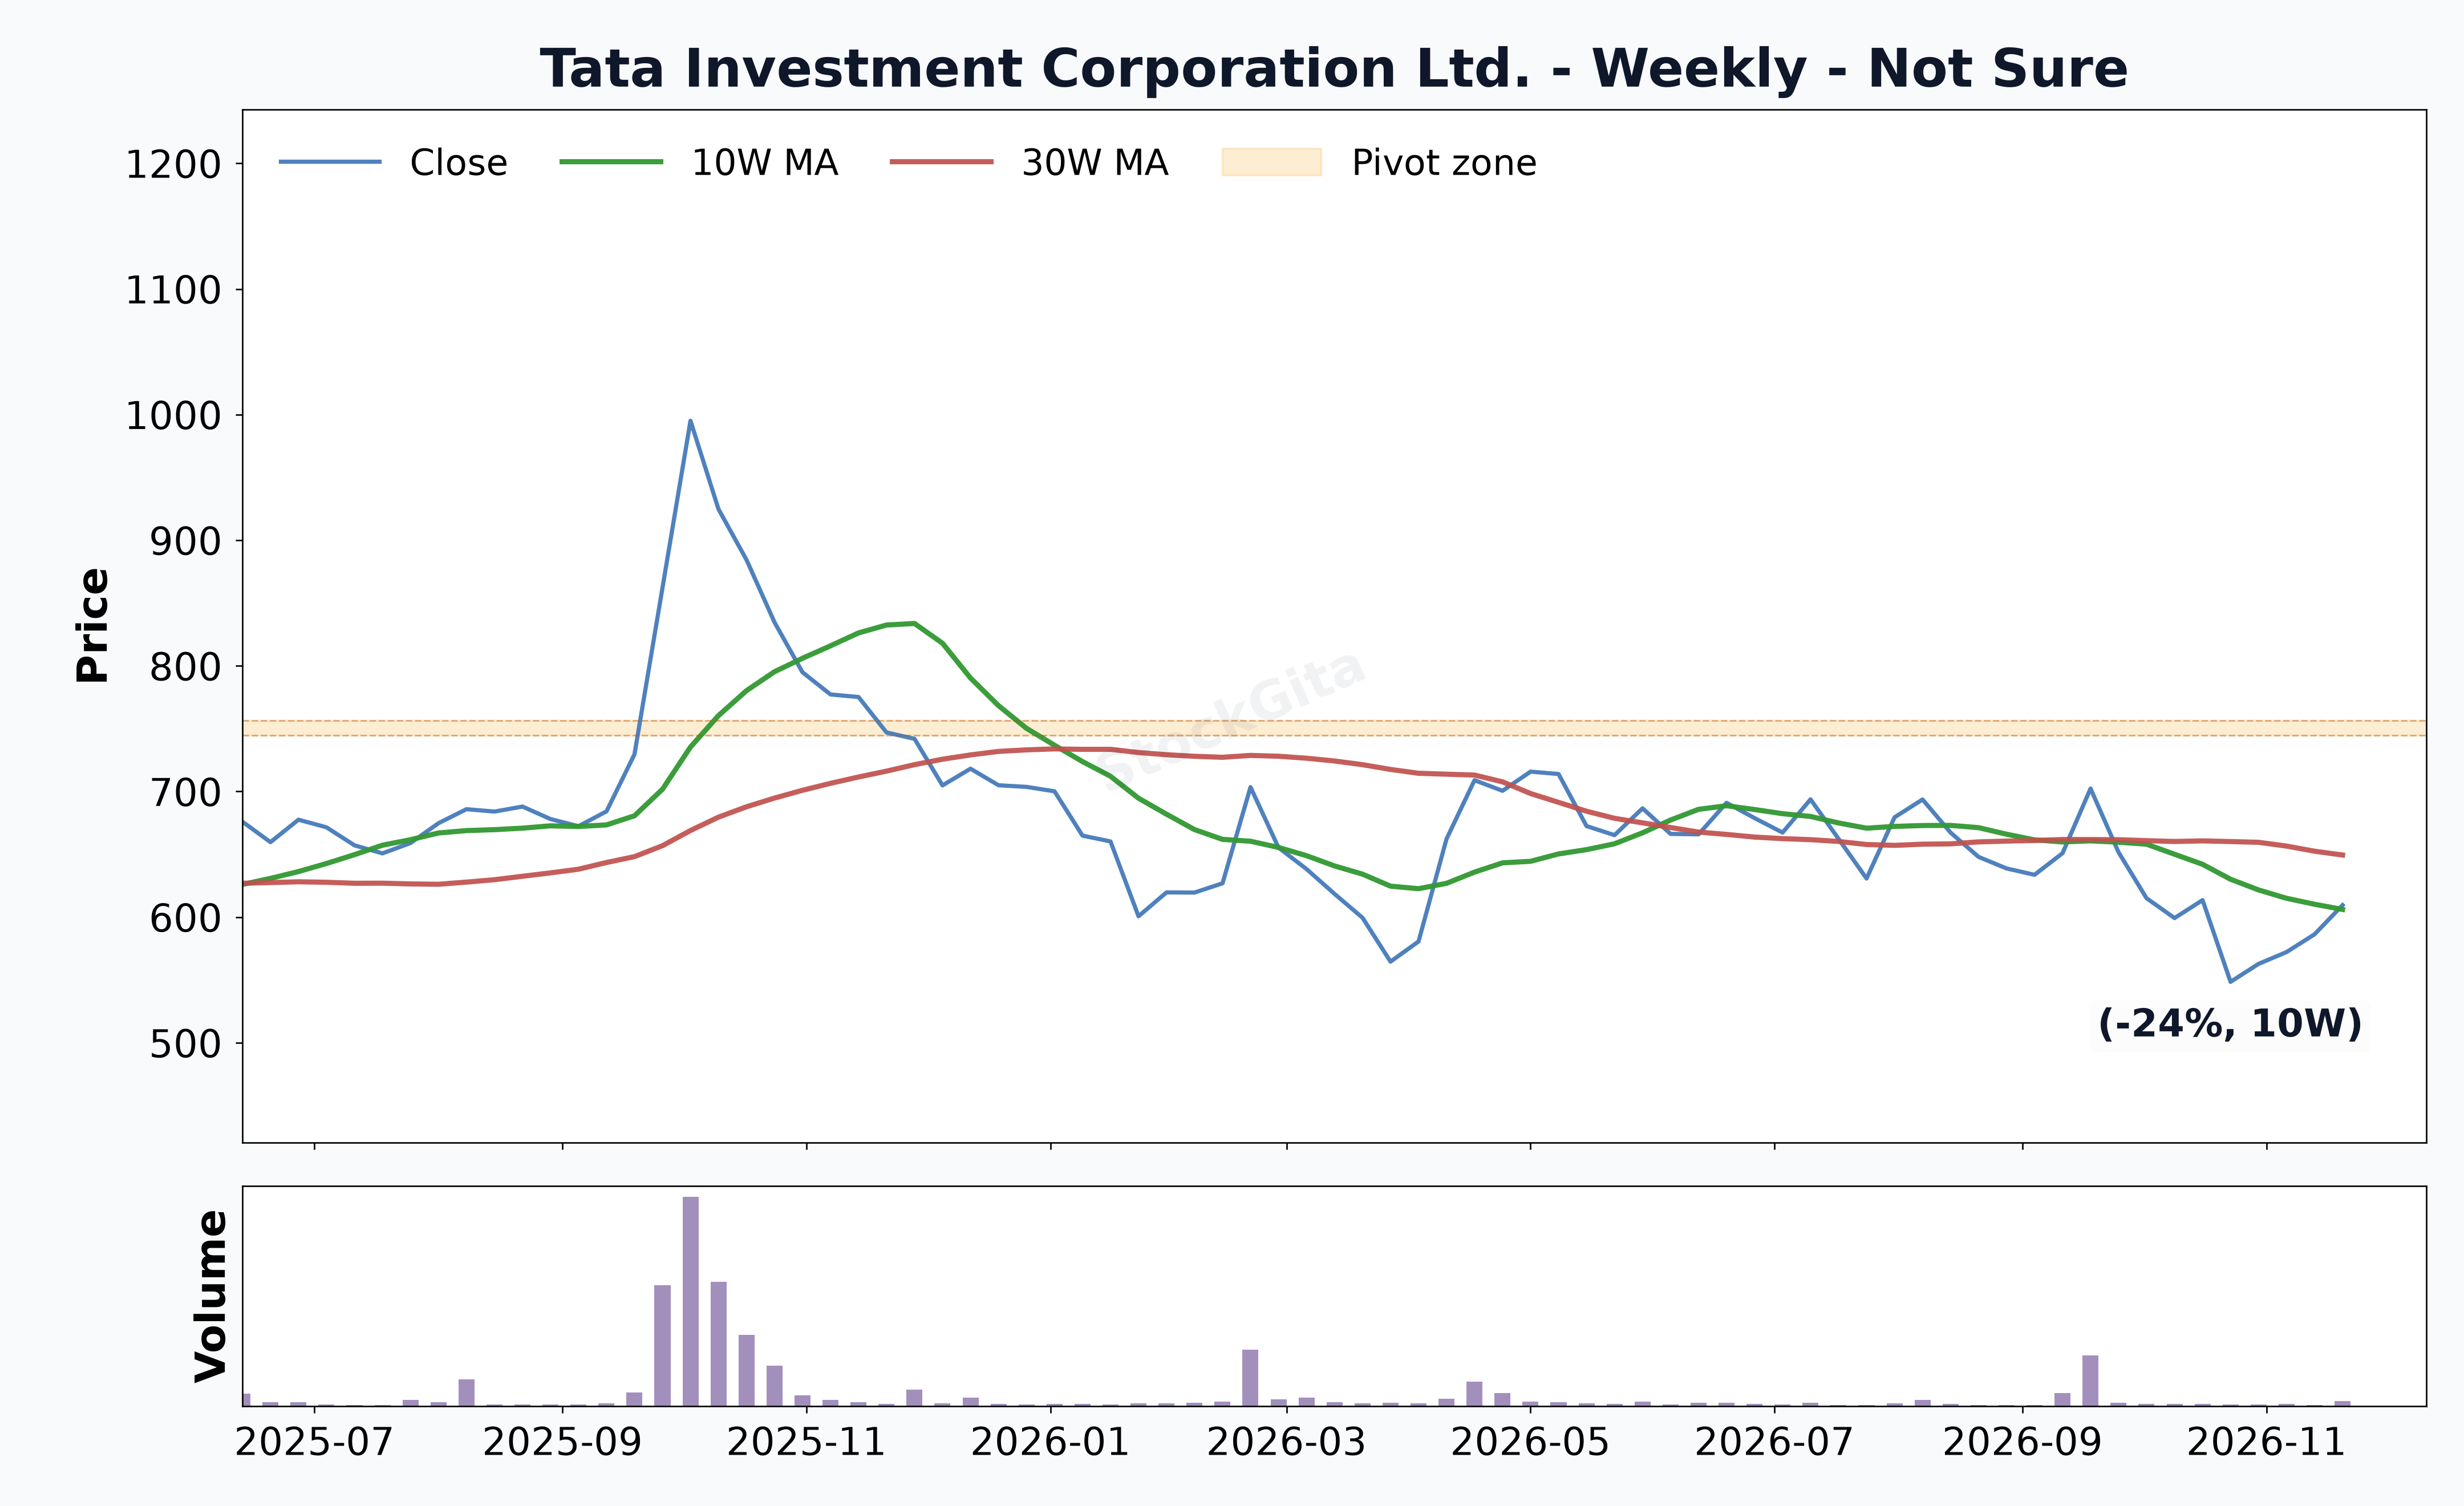 Tata Investment Corporation Ltd. - Weekly - Not Sure
Close 10W MA 30W MA Pivot zone
Price
1200
1100
1000
900
800
700
600
500
StockGita
(-24%, 10W)
Volume
2025-07 2025-09 2025-11 2026-01 2026-03 2026-05 2026-07 2026-09 2026-11